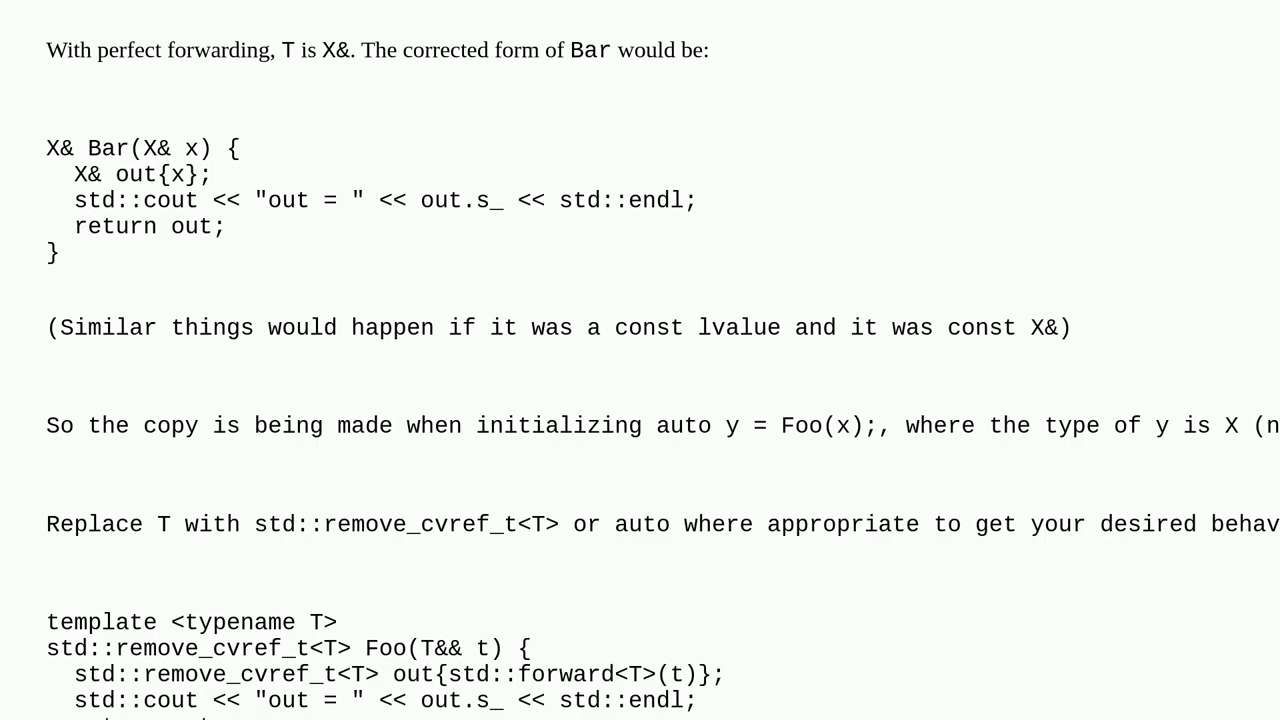 With perfect forwarding, T is X&. The corrected form of Bar would be:
X& Bar(X& x) {
  X& out{x};
  std::cout << "out = " << out.s_ << std::endl;
  return out;
}
(Similar things would happen if it was a const lvalue and it was const X&)
So the copy is being made when initializing auto y = Foo(x);, where the type of y is X (n
Replace T with std::remove_cvref_t<T> or auto where appropriate to get your desired behav
template <typename T>
std::remove_cvref_t<T> Foo(T&& t) {
  std::remove_cvref_t<T> out{std::forward<T>(t)};
  std::cout << "out = " << out.s_ << std::endl;